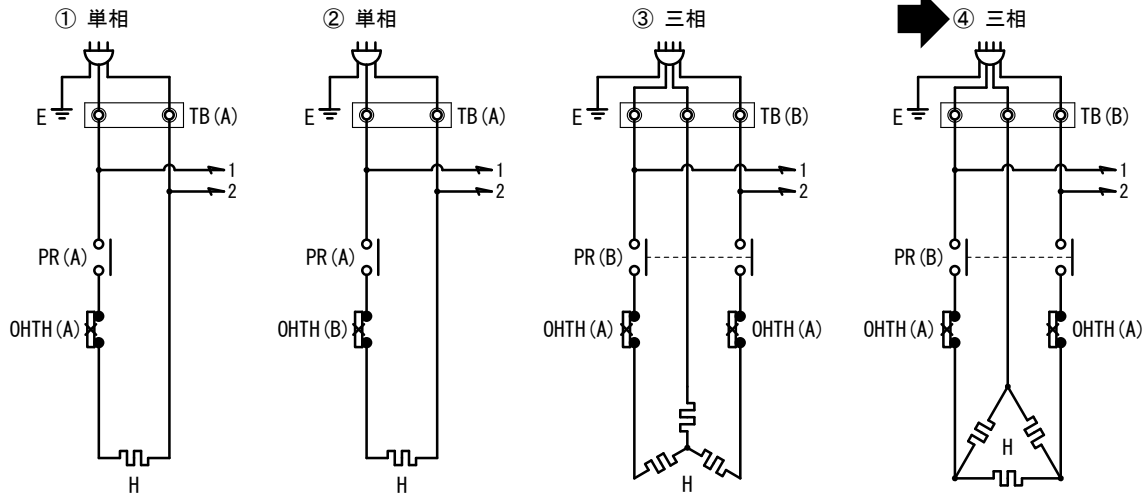 ① 単相
② 単相
③ 三相
④ 三相
E
TB(A)
E
TB(A)
E
TB(B)
E
TB(B)
1
1
1
1
2
2
2
2
PR(A)
PR(A)
PR(B)
PR(B)
OHTH(A)
OHTH(B)
OHTH(A)
OHTH(A)
OHTH(A)
OHTH(A)
H
H
H
H